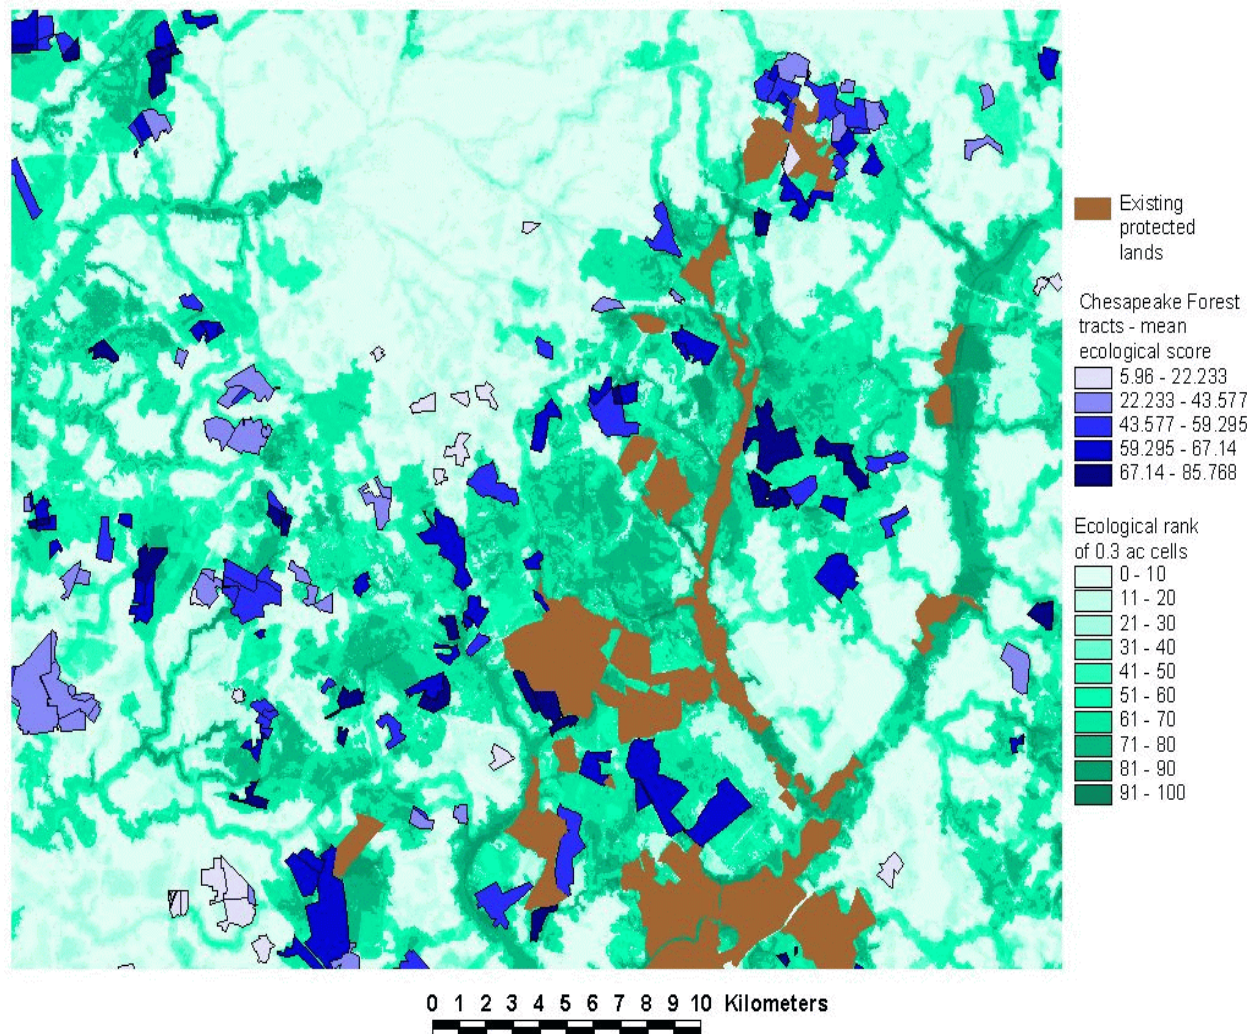 Existing
protected
lands
Chesapeake Forest
tracts - mean
ecological score
5.96 - 22.233
22.233 - 43.577
43.577 - 59.295
59.295 - 67.14
67.14 - 85.768
Ecological rank
of 0.3 ac cells
0 - 10
11 - 20
21 - 30
31 - 40
41 - 50
51 - 60
61 - 70
71 - 80
81 - 90
91 - 100
0 1 2 3 4 5 6 7 8 9 10 Kilometers